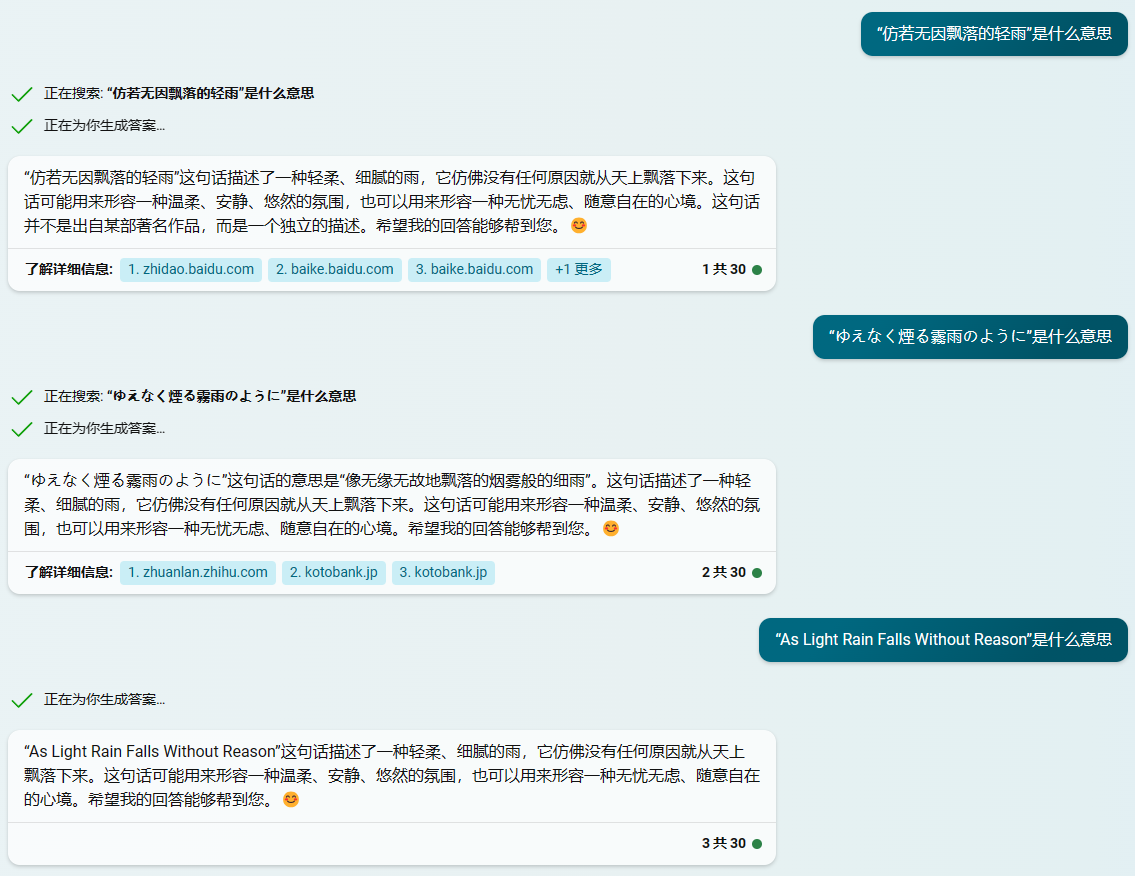 “仿若无因飘落的轻雨”是什么意思
正在搜索: “仿若无因飘落的轻雨”是什么意思
正在为你生成答案...
“仿若无因飘落的轻雨”这句话描述了一种轻柔、细腻的雨，它仿佛没有任何原因就从天上飘落下来。这句
话可能用来形容一种温柔、安静、悠然的氛围，也可以用来形容一种无忧无虑、随意自在的心境。这句话
并不是出自某部著名作品，而是一个独立的描述。希望我的回答能够帮到您。😊
了解详细信息: 1. zhidao.baidu.com 2. baike.baidu.com 3. baike.baidu.com +1 更多 1 共 30
“ゆえなく煙る霧雨のように”是什么意思
正在搜索: “ゆえなく煙る霧雨のように”是什么意思
正在为你生成答案...
“ゆえなく煙る霧雨のように”这句话的意思是“像无缘无故地飘落的烟雾般的细雨”。这句话描述了一种轻
柔、细腻的雨，它仿佛没有任何原因就从天上飘落下来。这句话可能用来形容一种温柔、安静、悠然的氛
围，也可以用来形容一种无忧无虑、随意自在的心境。希望我的回答能够帮到您。😊
了解详细信息: 1. zhuanlan.zhihu.com 2. kotobank.jp 3. kotobank.jp 2 共 30
“As Light Rain Falls Without Reason”是什么意思
正在为你生成答案...
“As Light Rain Falls Without Reason”这句话描述了一种轻柔、细腻的雨，它仿佛没有任何原因就从天上
飘落下来。这句话可能用来形容一种温柔、安静、悠然的氛围，也可以用来形容一种无忧无虑、随意自在
的心境。希望我的回答能够帮到您。😊
3 共 30